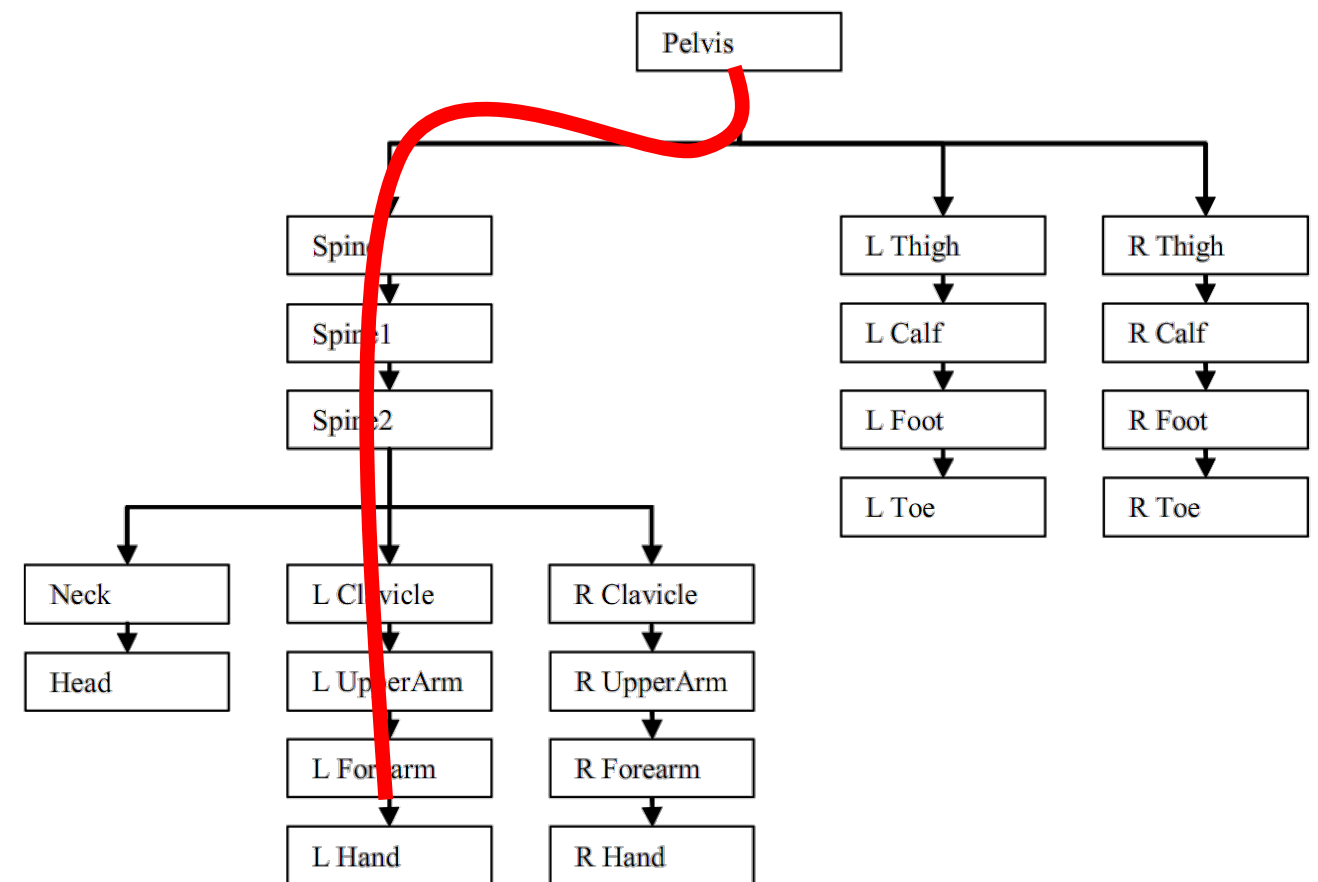 Pelvis
Spine
L Thigh
R Thigh
Spine1
L Calf
R Calf
Spine2
L Foot
R Foot
L Toe
R Toe
Neck
L Clavicle
R Clavicle
Head
L UpperArm
R UpperArm
L Forearm
R Forearm
L Hand
R Hand